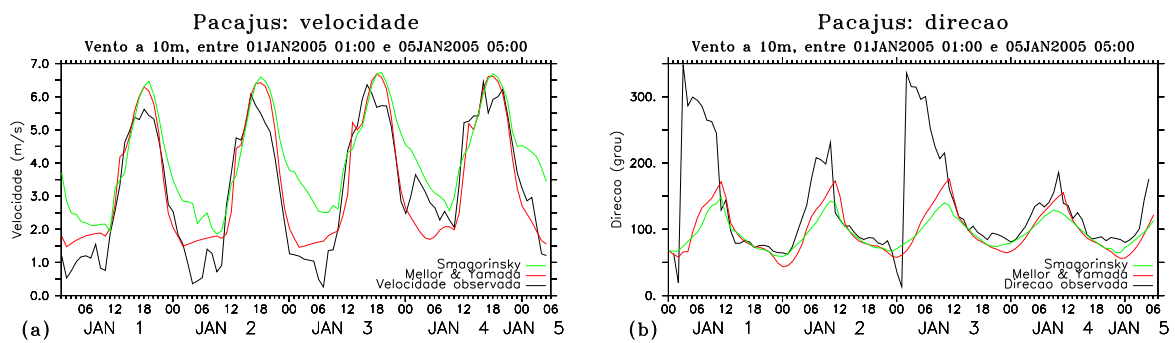 Pacajus: velocidade
Vento a 10m, entre 01JAN2005 01:00 e 05JAN2005 05:00
Velocidade (m/s)
7.0
6.0
5.0
4.0
3.0
2.0
1.0
0.0
Smagorinsky
Mellor & Yamada
Velocidade observada
06 12 18 00 06 12 18 00 06 12 18 00 06 12 18 00 06
JAN 1 JAN 2 JAN 3 JAN 4 JAN 5
(a)
Pacajus: direcao
Vento a 10m, entre 01JAN2005 01:00 e 05JAN2005 05:00
Direcao (grau)
300.
200.
100.
0.
Smagorinsky
Mellor & Yamada
Direcao observada
06 12 18 00 06 12 18 00 06 12 18 00 06 12 18 00 06
JAN 1 JAN 2 JAN 3 JAN 4 JAN 5
(b)